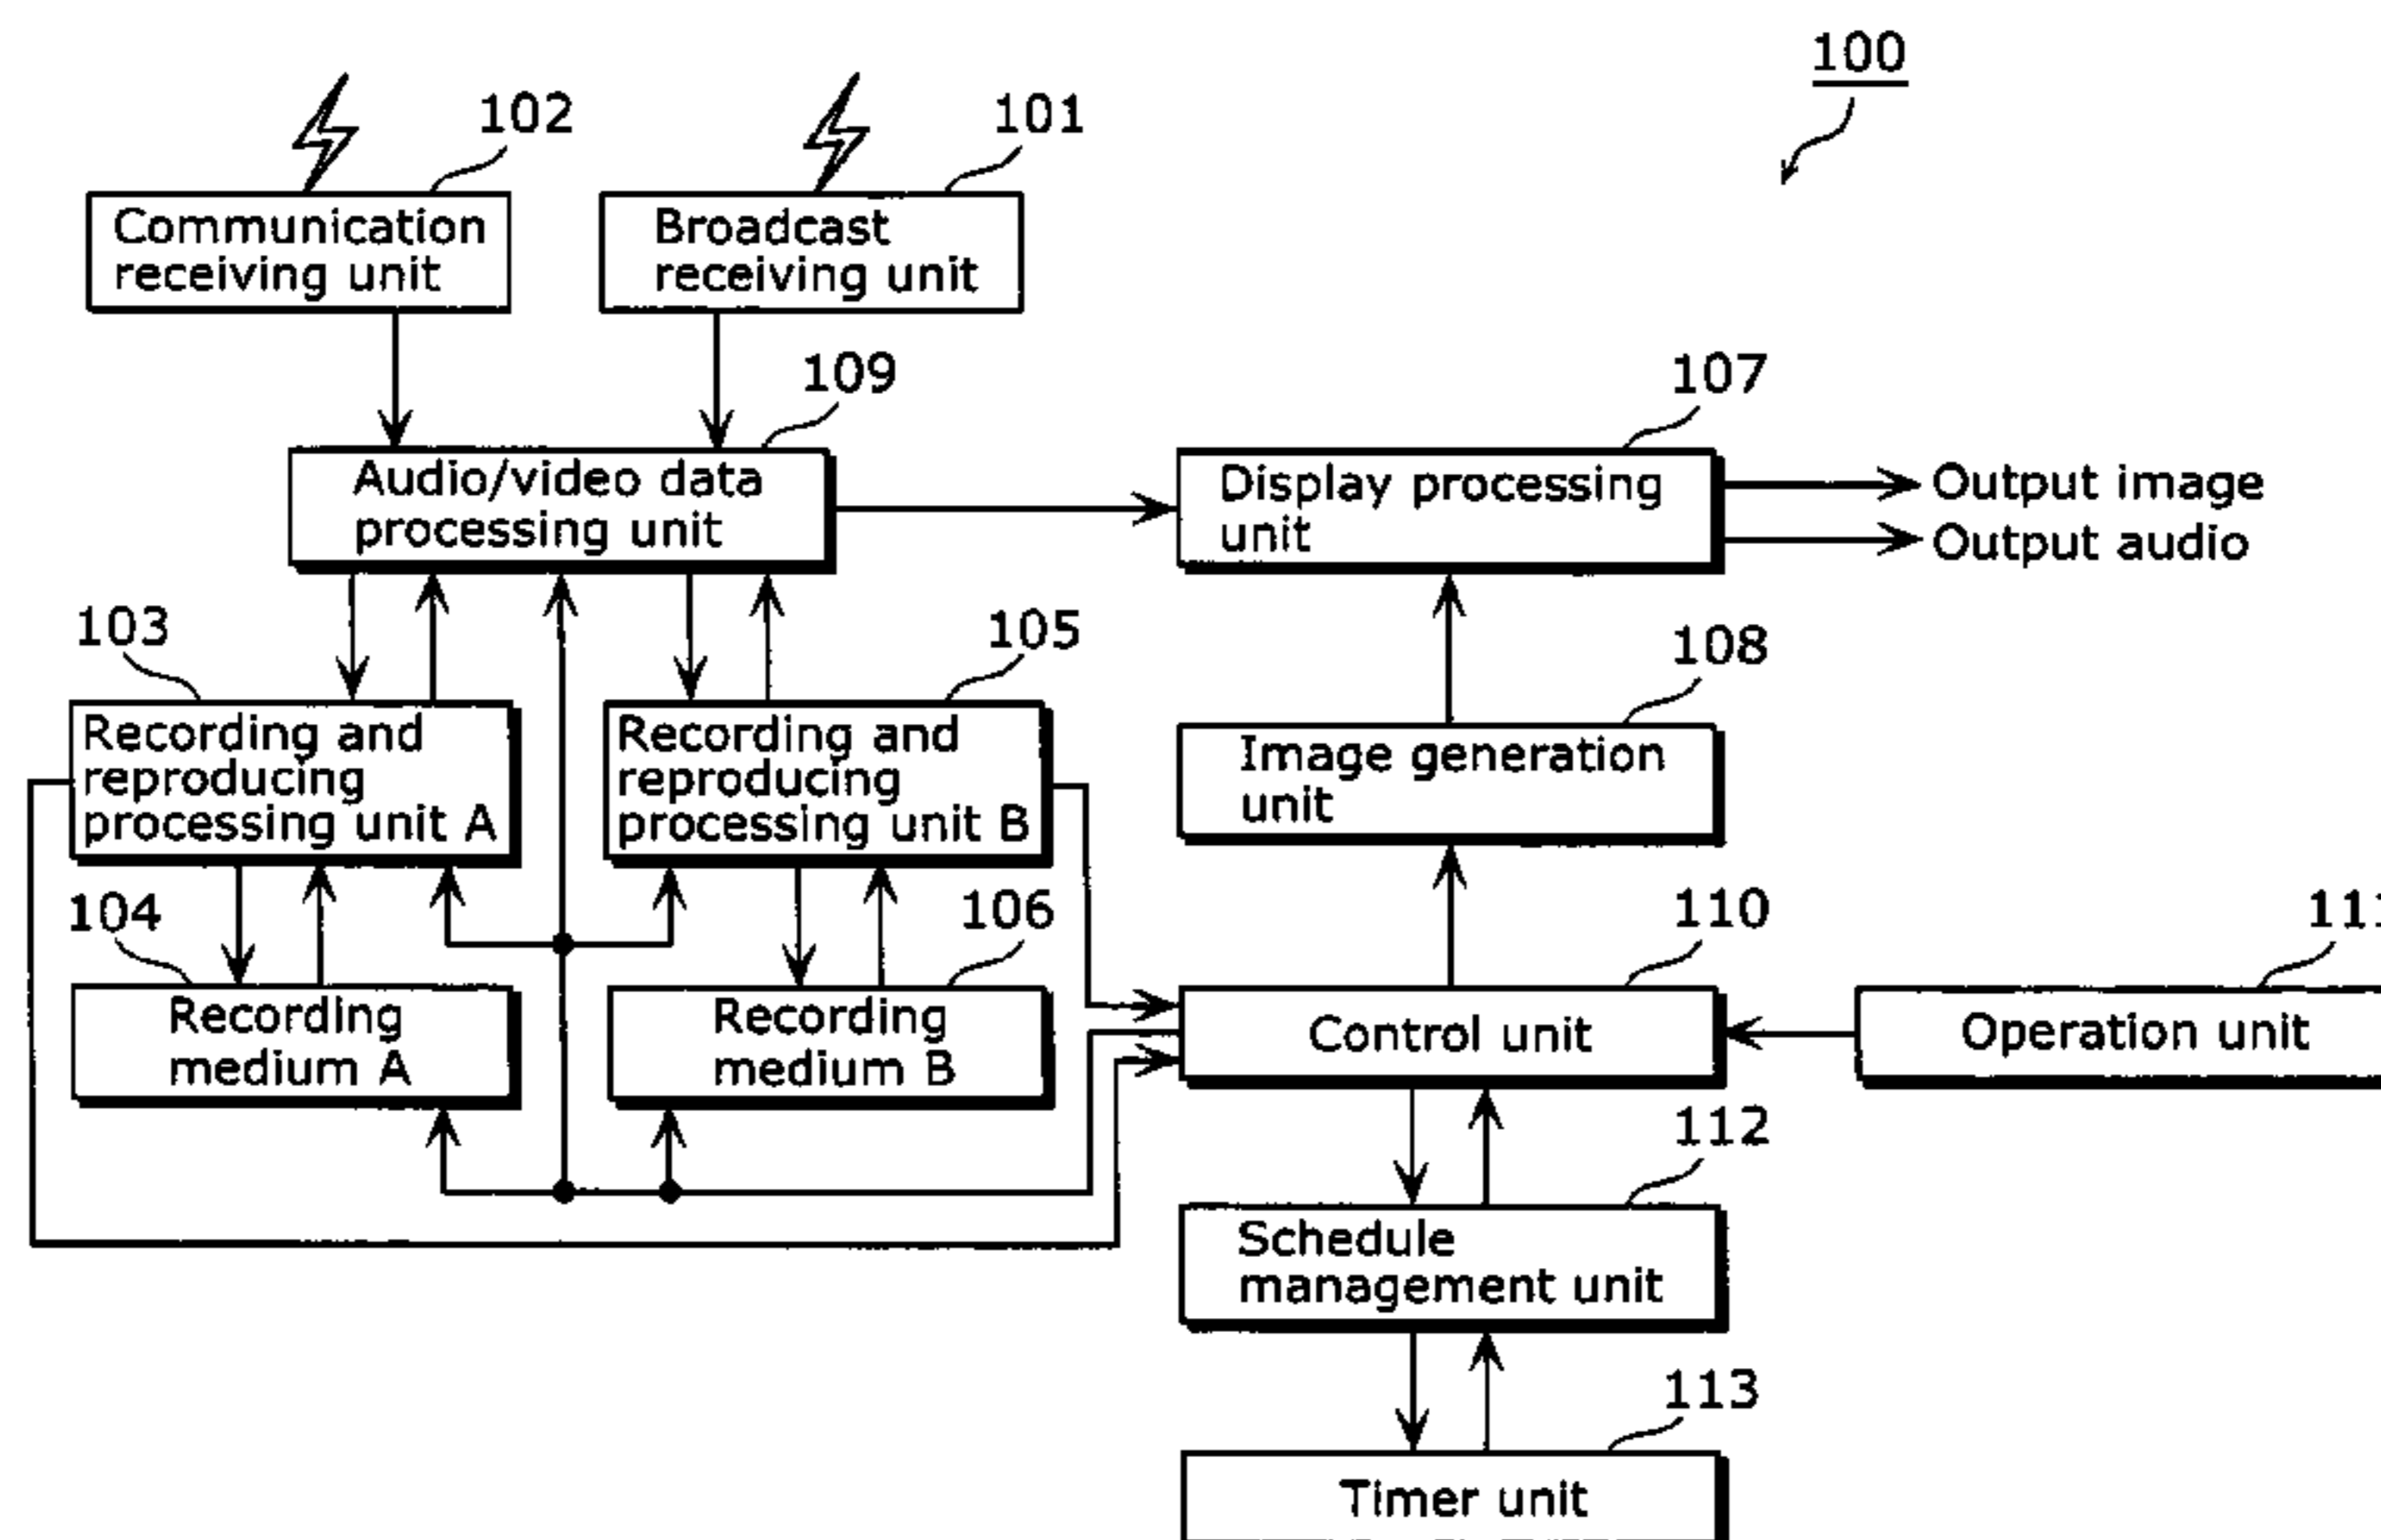 100
102
101
Communication
receiving unit
Broadcast
receiving unit
109
107
Audio/video data
processing unit
Display processing
unit
Output image
Output audio
103
105
108
Recording and
reproducing
processing unit A
Recording and
reproducing
processing unit B
Image generation
unit
104
106
110
111
Recording
medium A
Recording
medium B
Control unit
Operation unit
112
Schedule
management unit
113
Timer unit